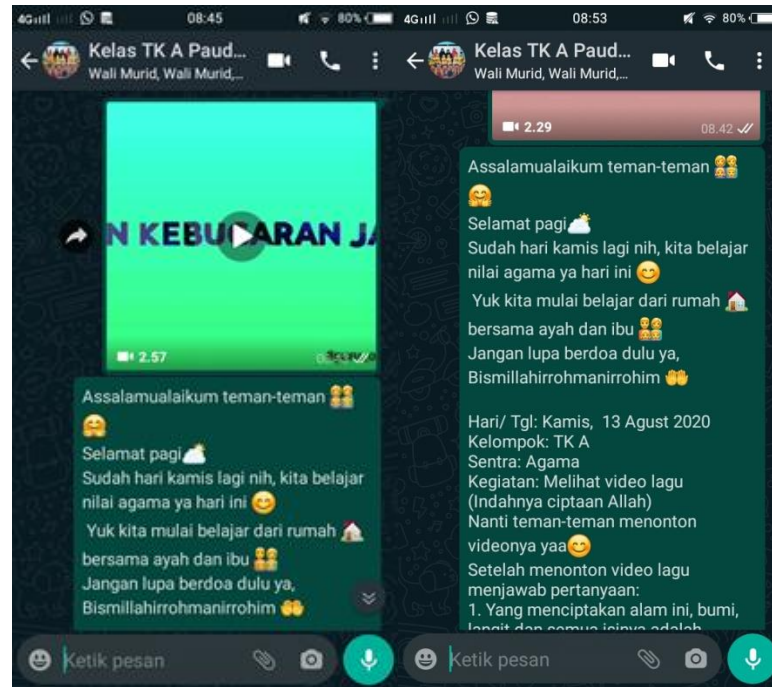 4G 08:45 80%
Kelas TK A Paud...
Wali Murid, Wali Murid,...
N KEBUGARAN JA
2.57
Assalamualaikum teman-teman 👨‍👩‍👧‍👦
🤗
Selamat pagi🌥️
Sudah hari kamis lagi nih, kita belajar
nilai agama ya hari ini 😊
Yuk kita mulai belajar dari rumah 🏠
bersama ayah dan ibu 👨‍👩‍👧‍👦
Jangan lupa berdoa dulu ya,
Bismillahirrohmanirrohim 🤲
Ketik pesan
4G 08:53 80%
Kelas TK A Paud...
Wali Murid, Wali Murid,...
2.29 08.42
Assalamualaikum teman-teman 👨‍👩‍👧‍👦
🤗
Selamat pagi🌥️
Sudah hari kamis lagi nih, kita belajar
nilai agama ya hari ini 😊
Yuk kita mulai belajar dari rumah 🏠
bersama ayah dan ibu 👨‍👩‍👧‍👦
Jangan lupa berdoa dulu ya,
Bismillahirrohmanirrohim 🤲
Hari/ Tgl: Kamis, 13 Agust 2020
Kelompok: TK A
Sentra: Agama
Kegiatan: Melihat video lagu
(Indahnya ciptaan Allah)
Nanti teman-teman menonton
videonya yaa😊
Setelah menonton video lagu
menjawab pertanyaan:
1. Yang menciptakan alam ini, bumi,
langit dan semua isinya adalah
Ketik pesan